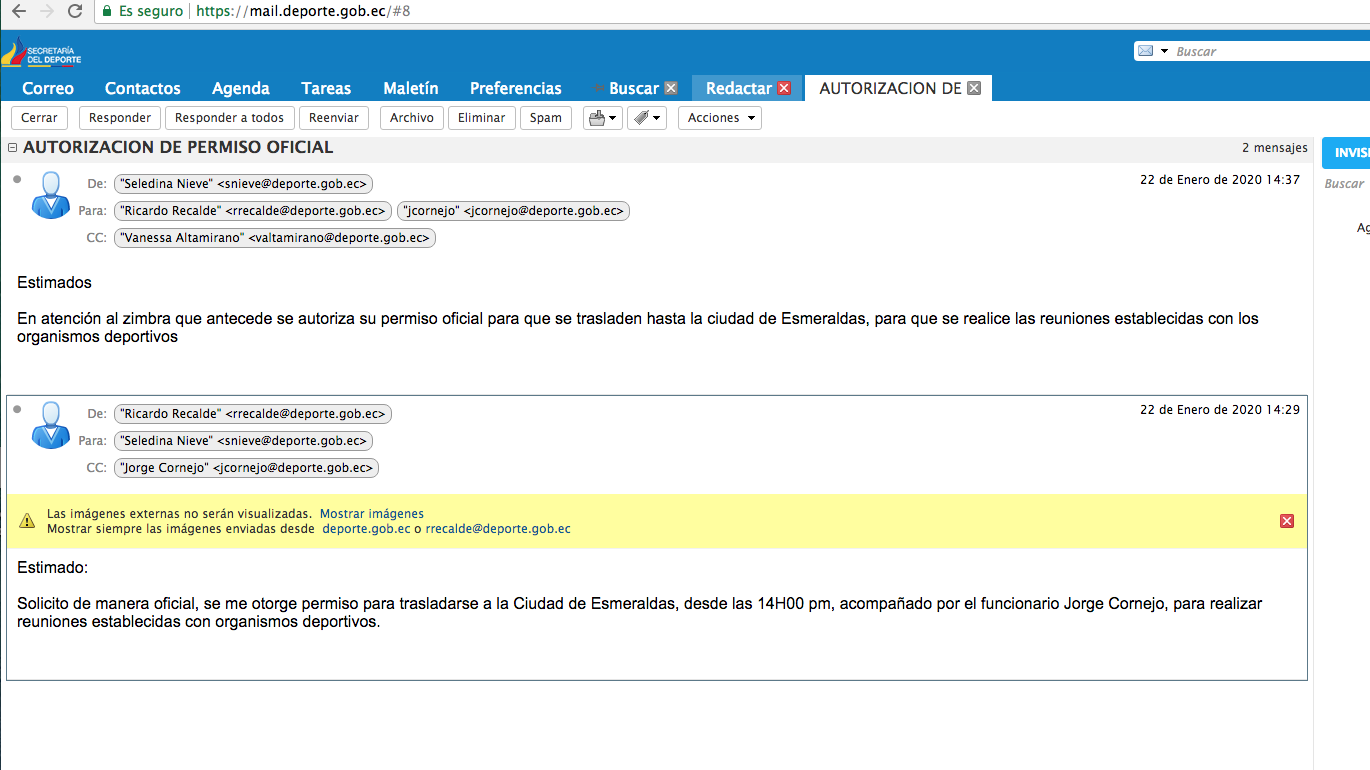 Es seguro https://mail.deporte.gob.ec/#8
SECRETARÍA
DEL DEPORTE
Buscar
Correo Contactos Agenda Tareas Maletín Preferencias Buscar Redactar AUTORIZACION DE
Cerrar Responder Responder a todos Reenviar Archivo Eliminar Spam Acciones
AUTORIZACION DE PERMISO OFICIAL 2 mensajes
INVISI
Buscar
Ag
De: "Seledina Nieve" <snieve@deporte.gob.ec> 22 de Enero de 2020 14:37
Para: "Ricardo Recalde" <rrecalde@deporte.gob.ec> "jcornejo" <jcornejo@deporte.gob.ec>
CC: "Vanessa Altamirano" <valtamirano@deporte.gob.ec>
Estimados
En atención al zimbra que antecede se autoriza su permiso oficial para que se trasladen hasta la ciudad de Esmeraldas, para que se realice las reuniones establecidas con los
organismos deportivos
De: "Ricardo Recalde" <rrecalde@deporte.gob.ec> 22 de Enero de 2020 14:29
Para: "Seledina Nieve" <snieve@deporte.gob.ec>
CC: "Jorge Cornejo" <jcornejo@deporte.gob.ec>
Las imágenes externas no serán visualizadas. Mostrar imágenes
Mostrar siempre las imágenes enviadas desde deporte.gob.ec o rrecalde@deporte.gob.ec
Estimado:
Solicito de manera oficial, se me otorge permiso para trasladarse a la Ciudad de Esmeraldas, desde las 14H00 pm, acompañado por el funcionario Jorge Cornejo, para realizar
reuniones establecidas con organismos deportivos.